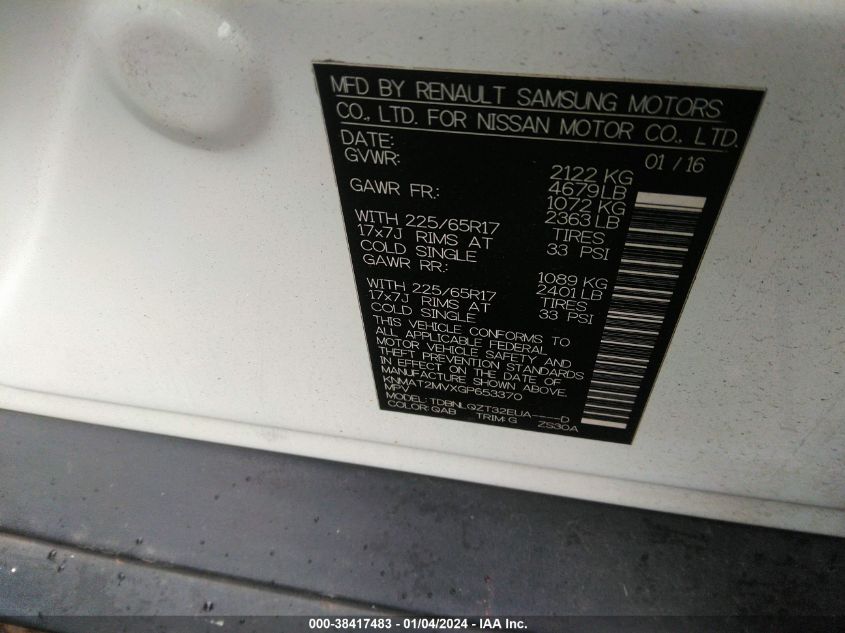 MFD BY RENAULT SAMSUNG MOTORS
CO., LTD. FOR NISSAN MOTOR CO., LTD.
DATE: 01 / 16
GVWR: 2122 KG
4679 LB
GAWR FR.: 1072 KG
2363 LB
WITH 225/65R17 TIRES
17x7J RIMS AT 33 PSI
COLD SINGLE
GAWR RR.: 1089 KG
2401 LB
WITH 225/65R17 TIRES
17x7J RIMS AT 33 PSI
COLD SINGLE
THIS VEHICLE CONFORMS TO
ALL APPLICABLE FEDERAL
MOTOR VEHICLE SAFETY AND
THEFT PREVENTION STANDARDS
IN EFFECT ON THE DATE OF
MANUFACTURE SHOWN ABOVE.
KNMAT2MVXGP653370
MPV
MODEL: TDBNLQZT32EUA----D
COLOR: QAB TRIM: G ZS30A
000-38417483 - 01/04/2024 - IAA Inc.